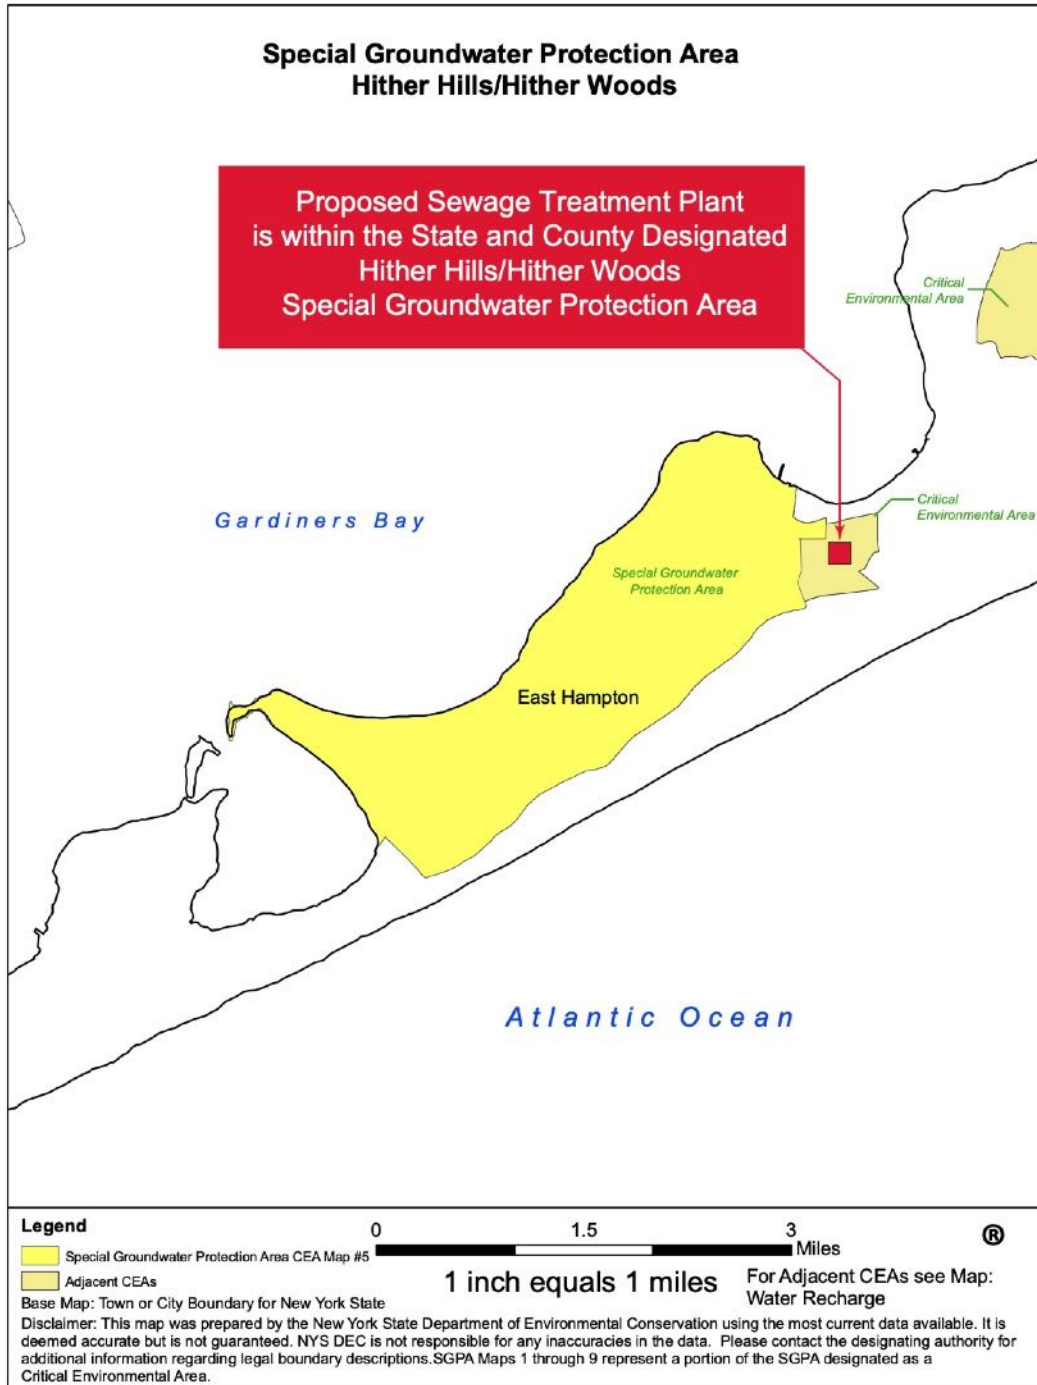 Special Groundwater Protection Area
Hither Hills/Hither Woods
Proposed Sewage Treatment Plant
is within the State and County Designated
Hither Hills/Hither Woods
Special Groundwater Protection Area
Critical
Environmental Area
Gardiners Bay
Critical
Environmental Area
Special Groundwater
Protection Area
East Hampton
Atlantic Ocean
Legend
Special Groundwater Protection Area CEA Map #5
Adjacent CEAs
Base Map: Town or City Boundary for New York State
0 1.5 3
Miles
1 inch equals 1 miles
®
For Adjacent CEAs see Map:
Water Recharge
Disclaimer: This map was prepared by the New York State Department of Environmental Conservation using the most current data available. It is
deemed accurate but is not guaranteed. NYS DEC is not responsible for any inaccuracies in the data. Please contact the designating authority for
additional information regarding legal boundary descriptions.SGPA Maps 1 through 9 represent a portion of the SGPA designated as a
Critical Environmental Area.